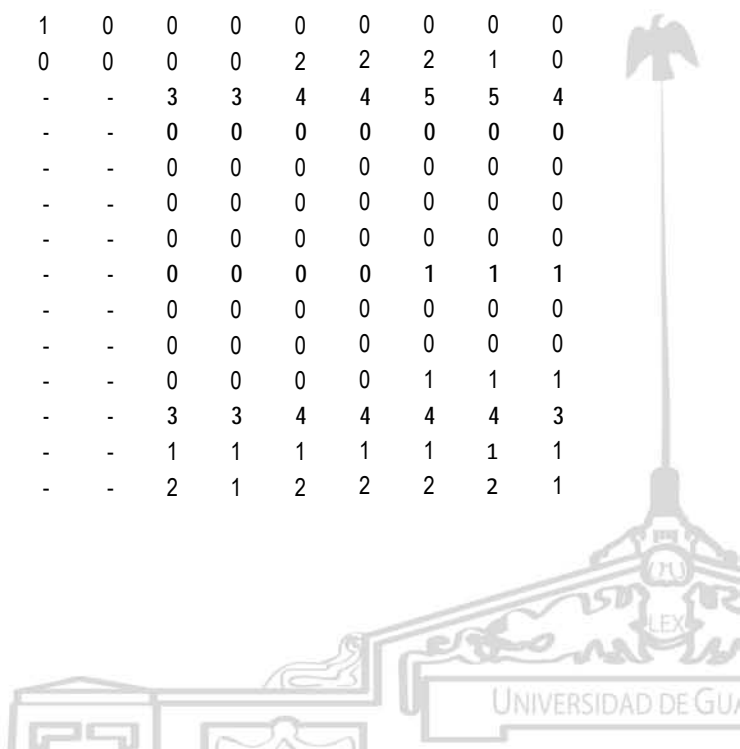 1 0 0 0 0 0 0 0 0
0 0 0 0 2 2 2 1 0
- - 3 3 4 4 5 5 4
- - 0 0 0 0 0 0 0
- - 0 0 0 0 0 0 0
- - 0 0 0 0 0 0 0
- - 0 0 0 0 0 0 0
- - 0 0 0 0 1 1 1
- - 0 0 0 0 0 0 0
- - 0 0 0 0 0 0 0
- - 0 0 0 0 1 1 1
- - 3 3 4 4 4 4 3
- - 1 1 1 1 1 1 1
- - 2 1 2 2 2 2 1
LEX
UNIVERSIDAD DE GUA